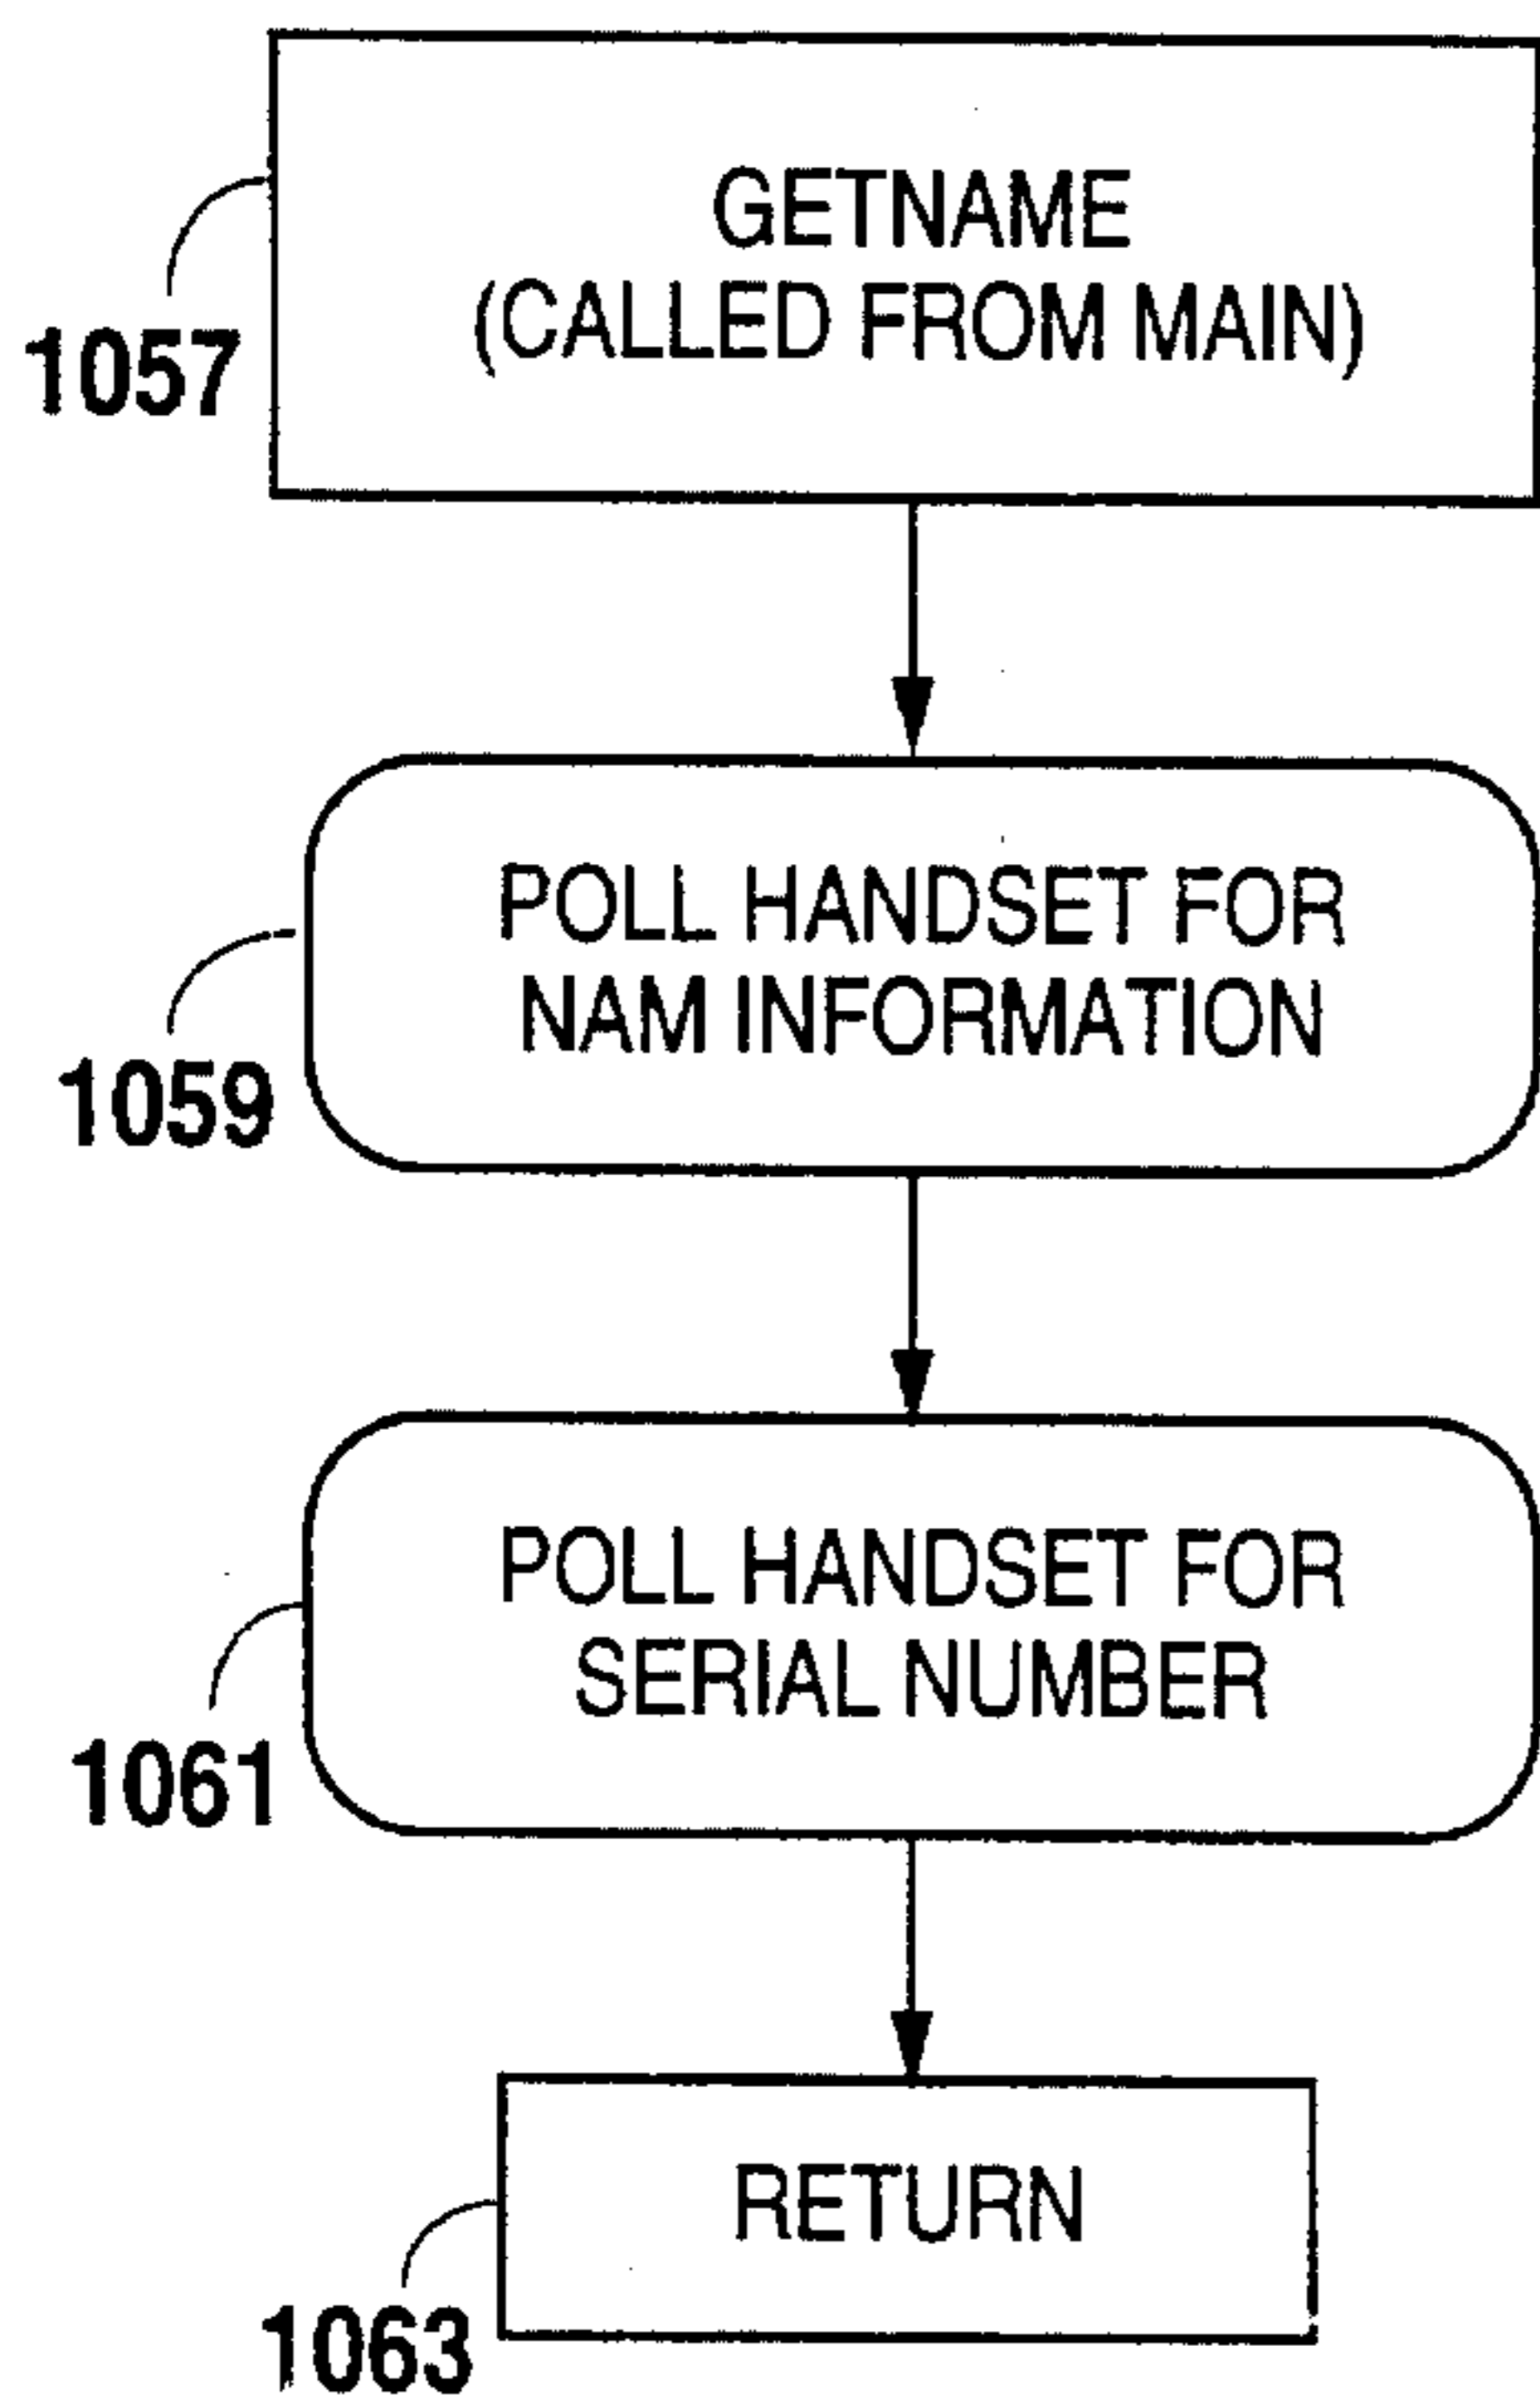 GETNAME
(CALLED FROM MAIN)
1057
POLL HANDSET FOR
NAM INFORMATION
1059
POLL HANDSET FOR
SERIAL NUMBER
1061
RETURN
1063